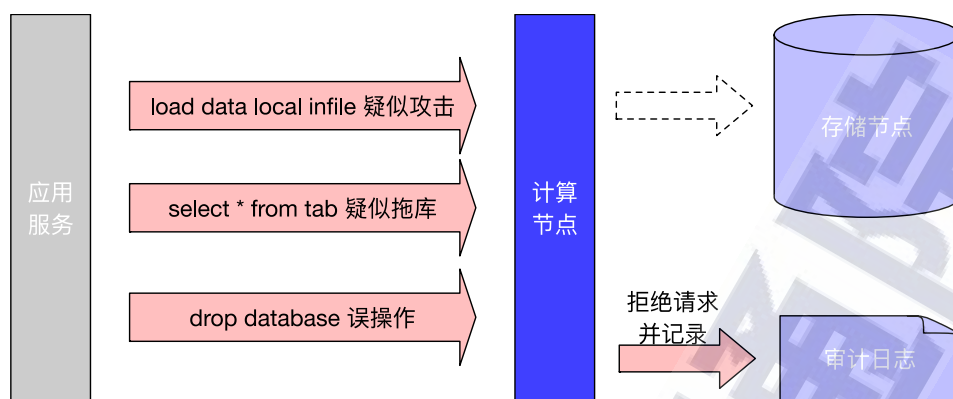 load data local infile 疑似攻击
存储节点
应用
服务
select * from tab 疑似拖库
计算
节点
drop database 误操作
拒绝请求
并记录
审计日志